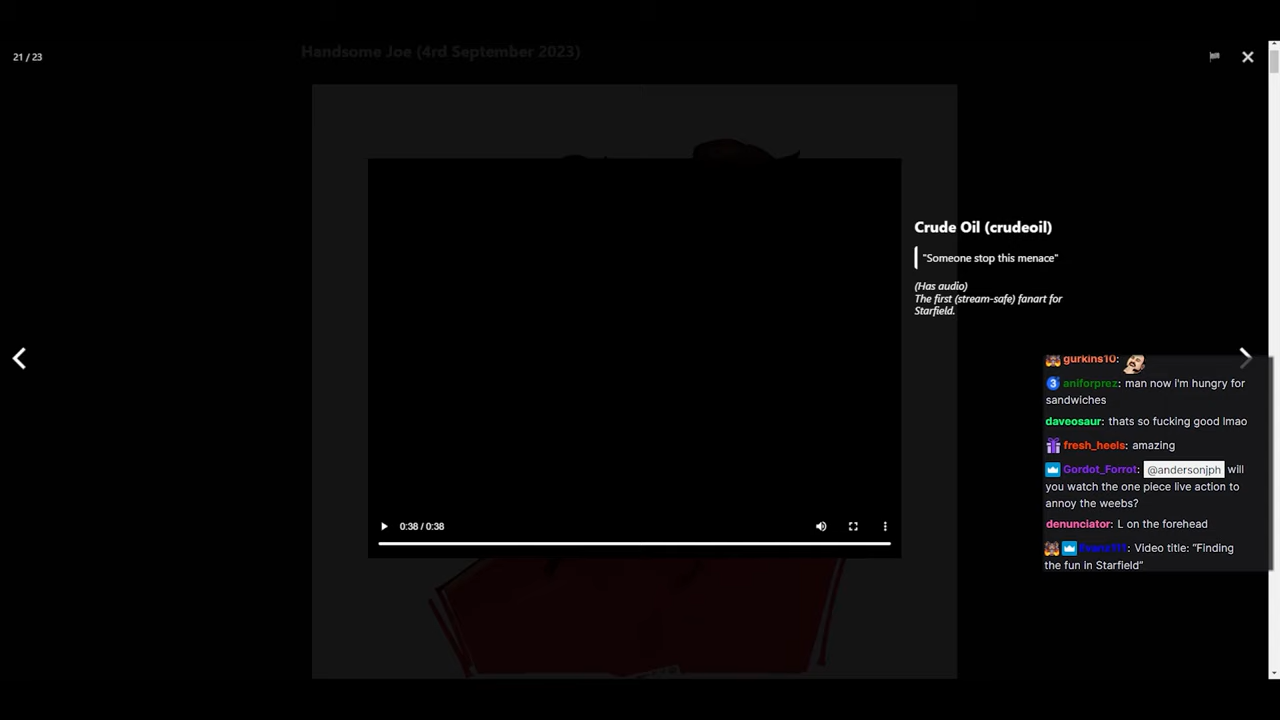 Handsome Joe (4rd September 2023)
21 / 23
Crude Oil (crudeoil)
"Someone stop this menace"
(Has audio)
The first (stream-safe) fanart for
Starfield.
gurkins10:
3 aniforprez: man now i'm hungry for
sandwiches
daveosaur: thats so fucking good lmao
fresh_heels: amazing
Gordot_Forrot: @andersonjph will
you watch the one piece live action to
annoy the weebs?
denunciator: L on the forehead
: Video title: "Finding
the fun in Starfield"
0:38 / 0:38